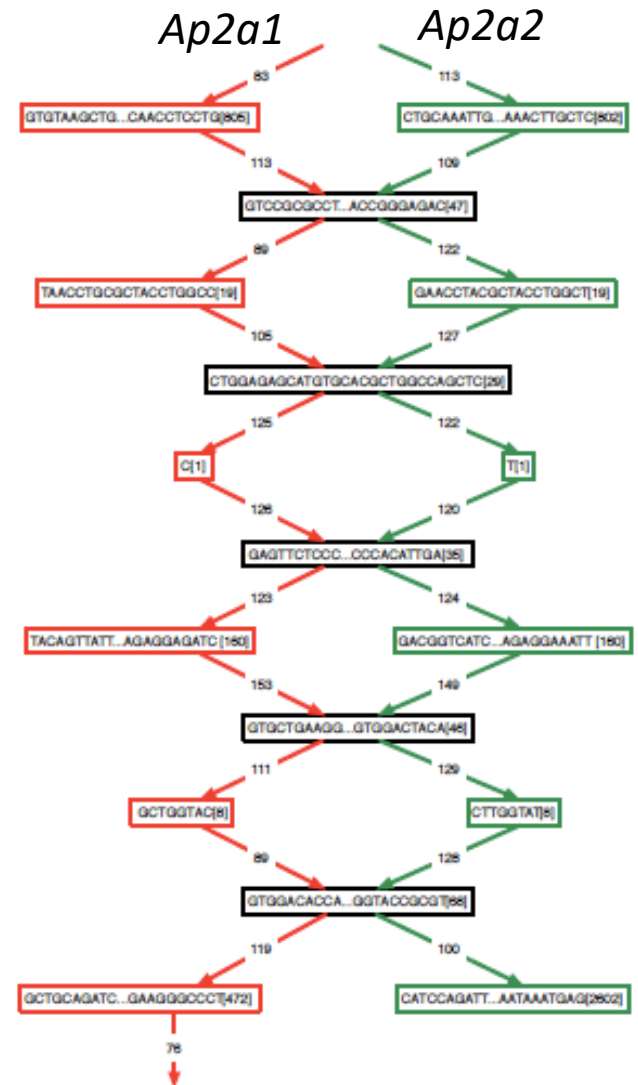 Ap2a1 Ap2a2
83 113
GTGTAAGCTG...CAACCTCCTG[805] CTGCAAATTG...AAACTTGCTC[802]
113 109
GTCCGCGCCT...ACCGGGAGAC[47]
89 122
TAACCTGCGCTACCTGGCC[19] GAACCTACGCTACCTGGCT[19]
105 127
CTGGAGAGCATGTGCACGCTGGCCAGCTC[29]
125 122
C[1] T[1]
126 120
GAGTTCTCCC...CCCACATTGA[35]
123 124
TACAGTTATT...AGAGGAGATC [160] GACGGTCATC...AGAGGAAATT [160]
153 149
GTGCTGAAGG...GTGGACTACA[46]
111 129
GCTGGTAC[8] CTTGGTAT[8]
89 128
GTGGACACCA...GGTACCGCGT[68]
119 100
GCTGCAGATC...GAAGGGCCCT[472] CATCCAGATT...AATAAATGAG[2602]
76